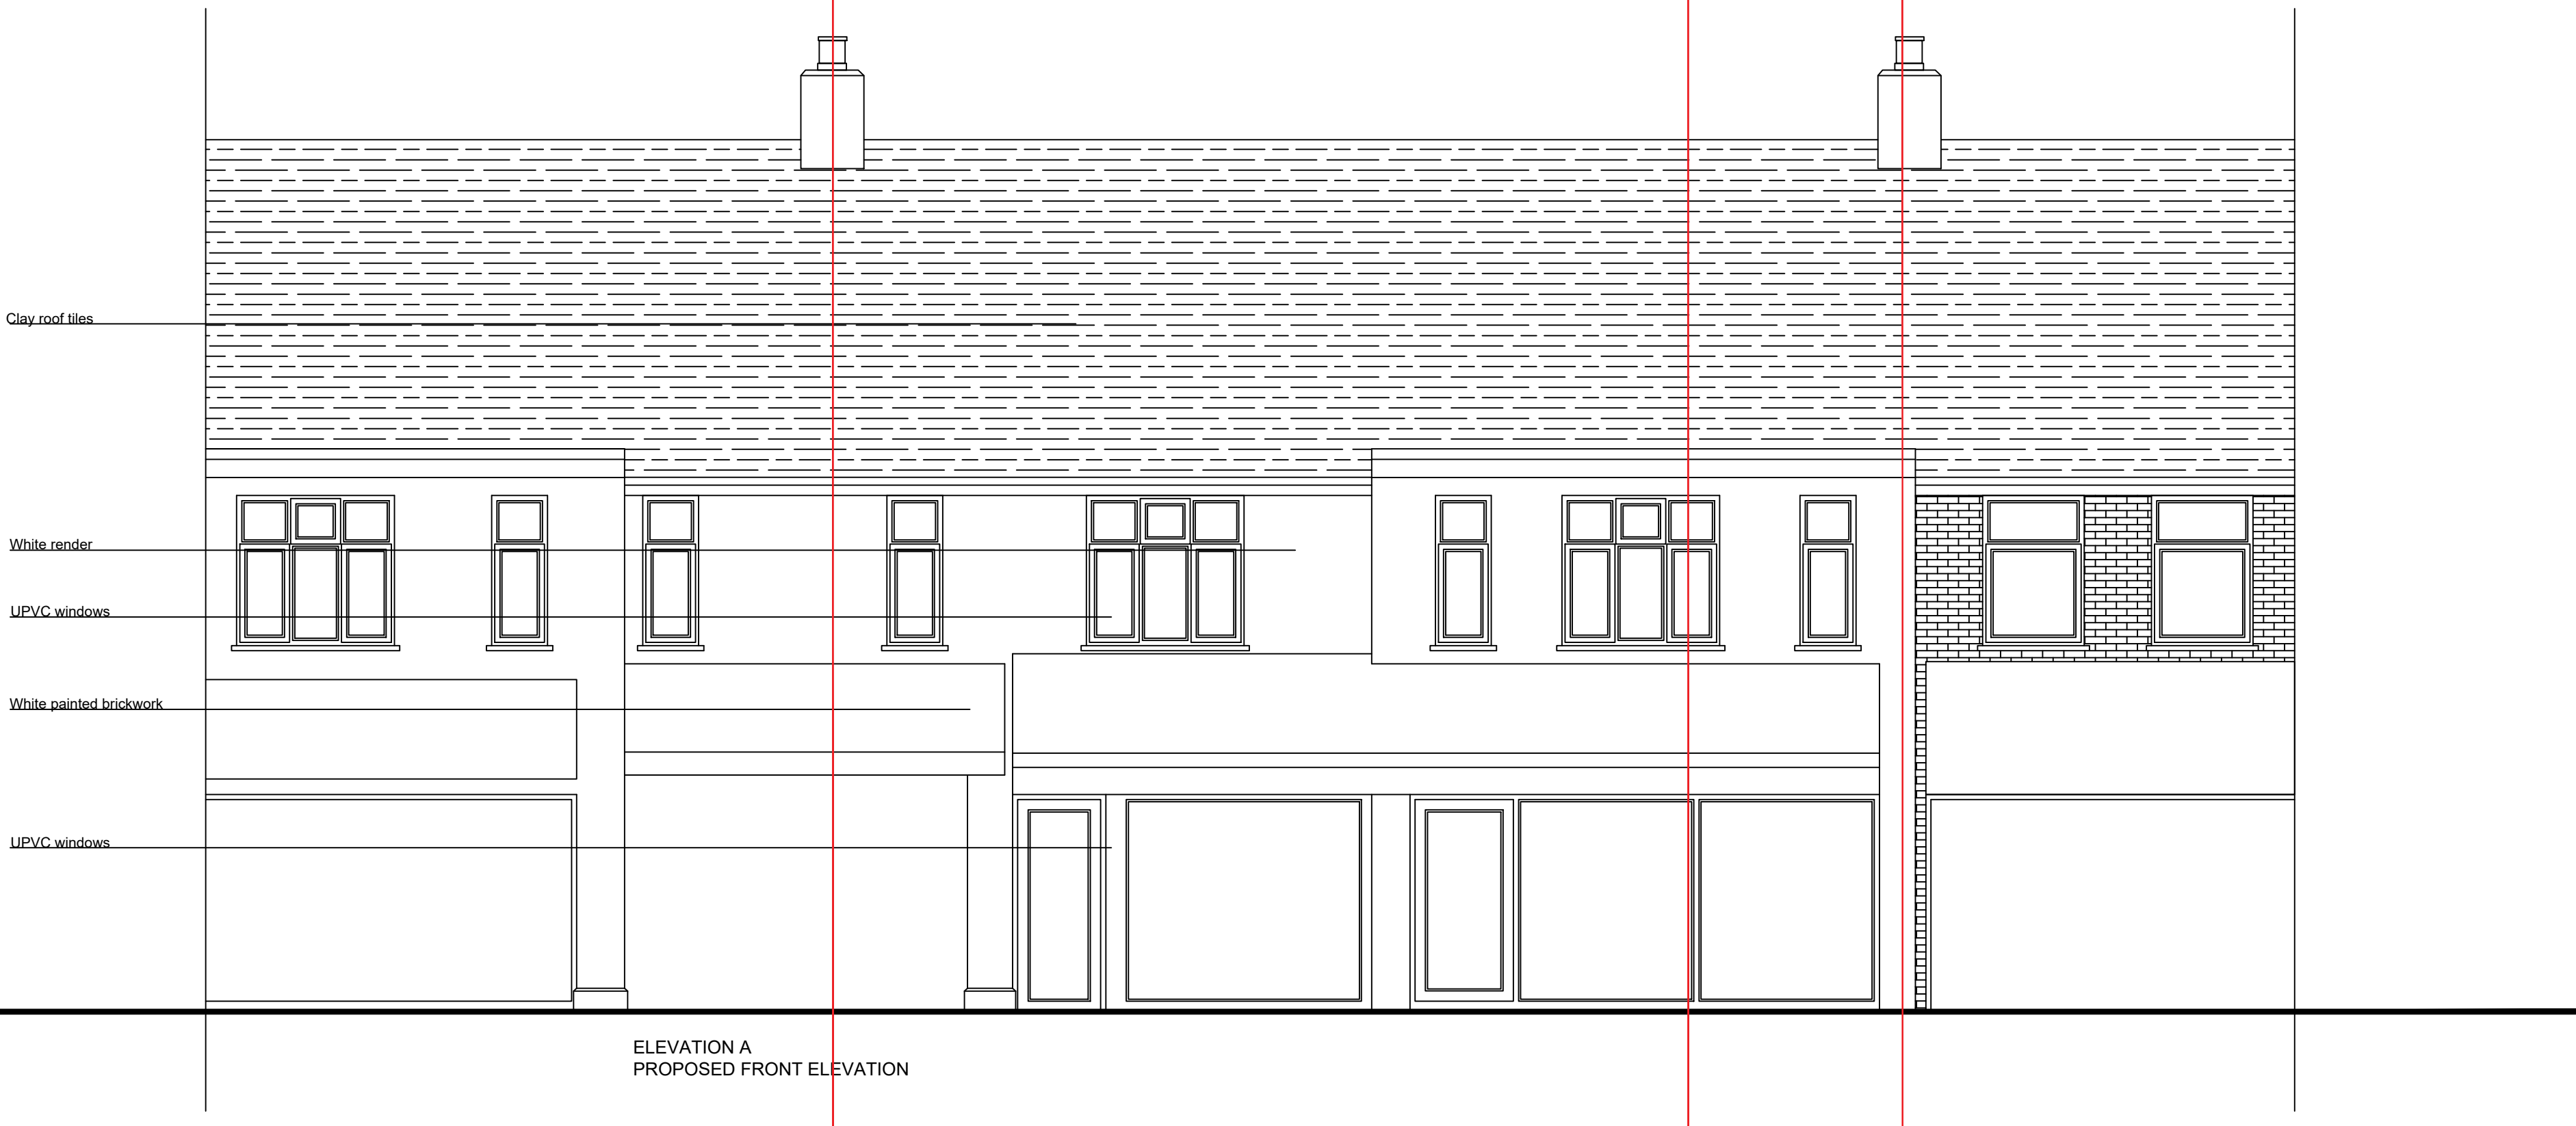 Clay roof tiles
White render
UPVC windows
White painted brickwork
UPVC windows
ELEVATION A
PROPOSED FRONT ELEVATION